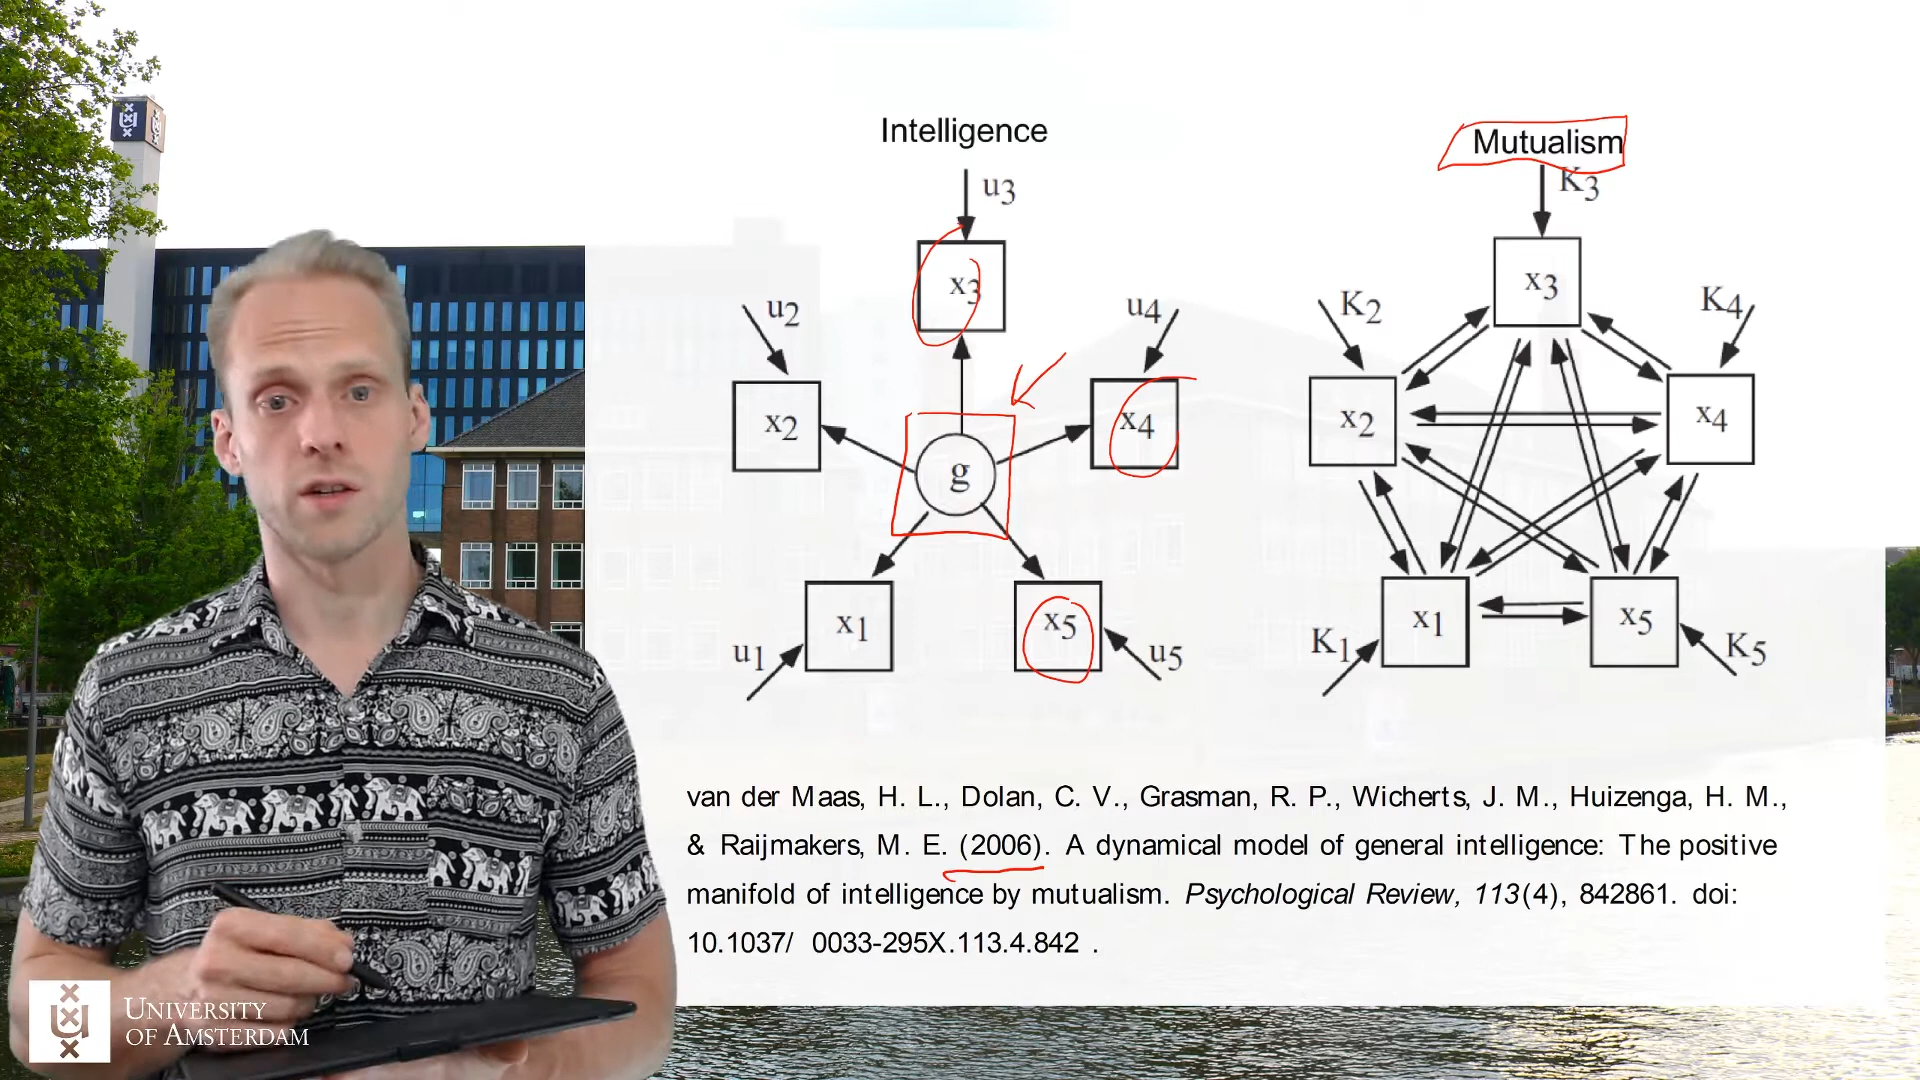 Intelligence
Mutualism
u3
K3
x3
x3
u2
u4
K2
K4
x2
x4
x2
x4
g
x1
x5
x1
x5
u1
u5
K1
K5
van der Maas, H. L., Dolan, C. V., Grasman, R. P., Wicherts, J. M., Huizenga, H. M.,
& Raijmakers, M. E. (2006). A dynamical model of general intelligence: The positive
manifold of intelligence by mutualism. Psychological Review, 113(4), 842861. doi:
10.1037/ 0033-295X.113.4.842 .
UNIVERSITY
OF AMSTERDAM